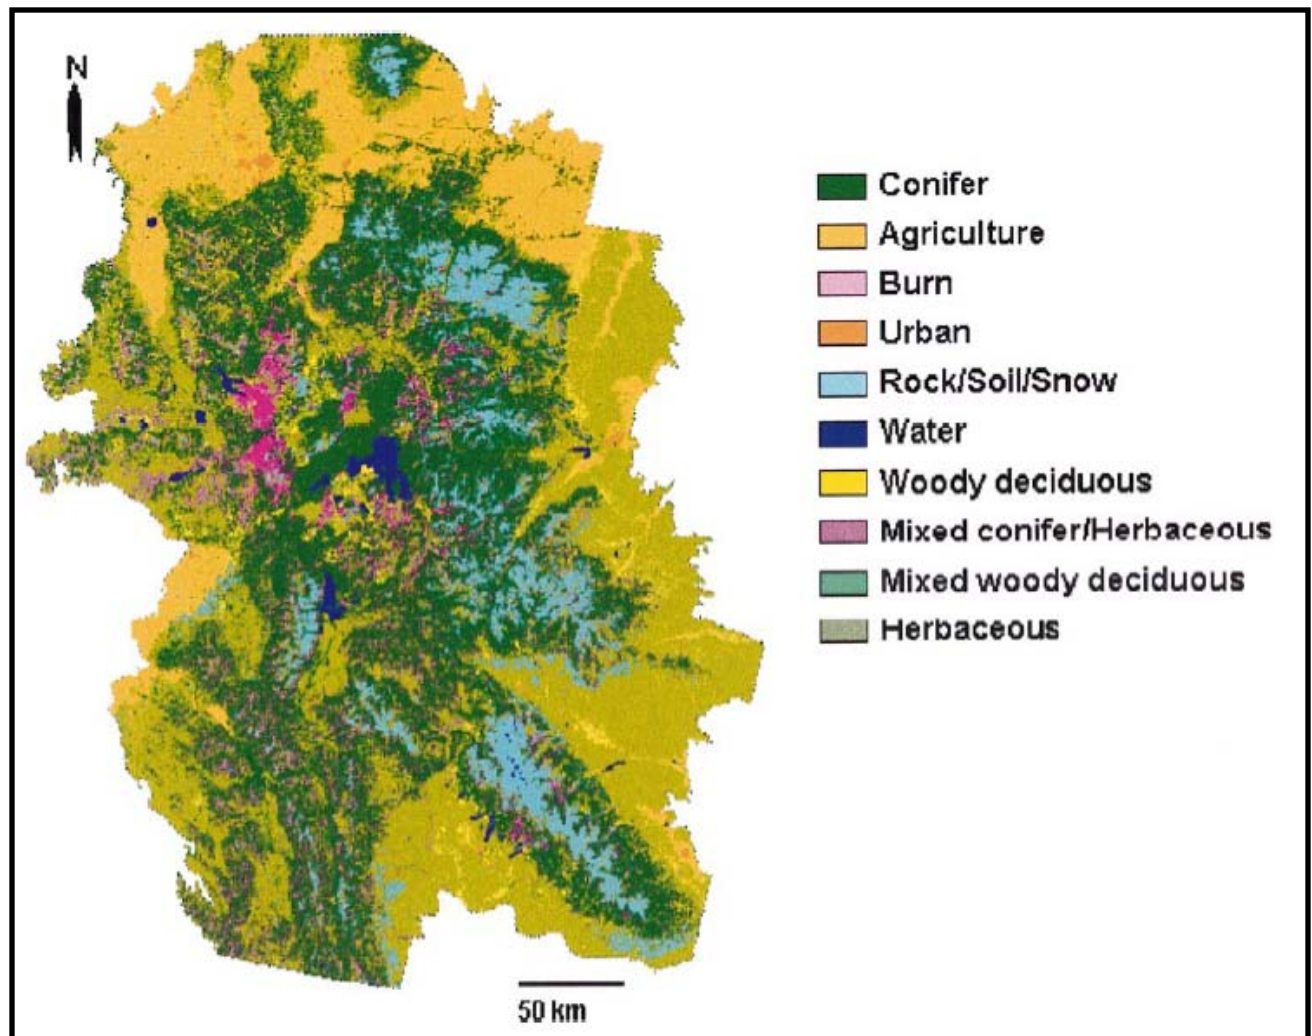 N
Conifer
Agriculture
Burn
Urban
Rock/Soil/Snow
Water
Woody deciduous
Mixed conifer/Herbaceous
Mixed woody deciduous
Herbaceous
50 km